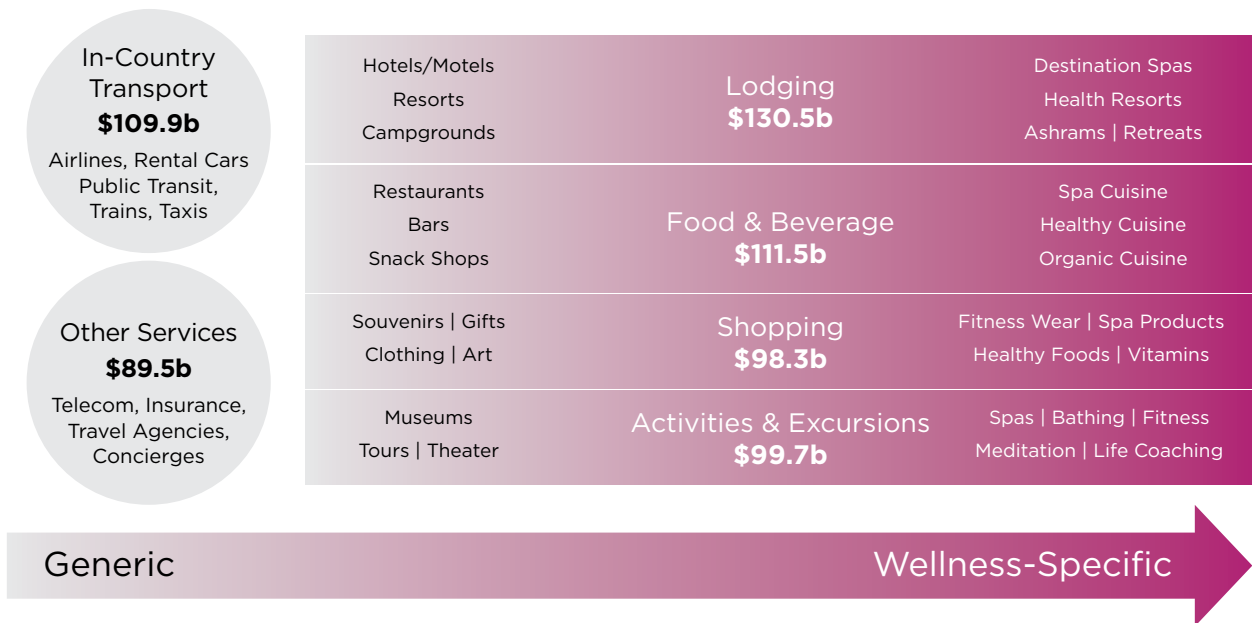 In-Country
Transport
$109.9b
Airlines, Rental Cars
Public Transit,
Trains, Taxis
Other Services
$89.5b
Telecom, Insurance,
Travel Agencies,
Concierges
Hotels/Motels
Resorts
Campgrounds
Lodging
$130.5b
Destination Spas
Health Resorts
Ashrams | Retreats
Restaurants
Bars
Snack Shops
Food & Beverage
$111.5b
Spa Cuisine
Healthy Cuisine
Organic Cuisine
Souvenirs | Gifts
Clothing | Art
Shopping
$98.3b
Fitness Wear | Spa Products
Healthy Foods | Vitamins
Museums
Tours | Theater
Activities & Excursions
$99.7b
Spas | Bathing | Fitness
Meditation | Life Coaching
Generic
Wellness-Specific